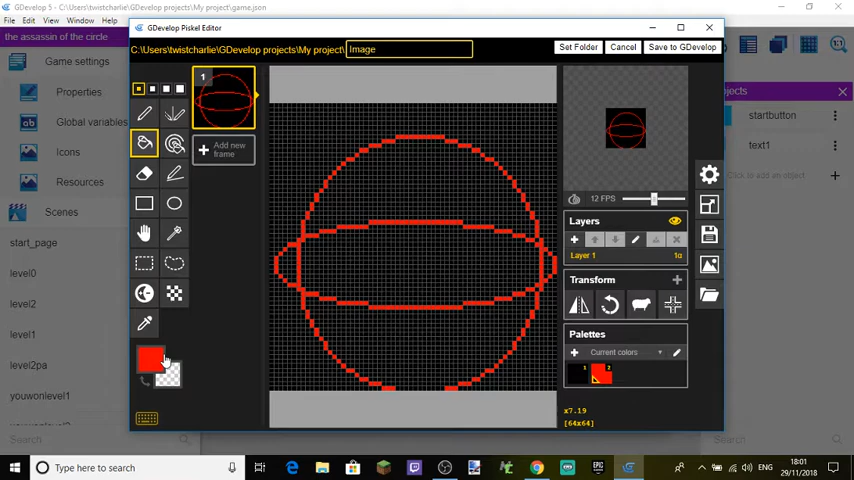 GDevelop 5 - C:\Users\twistcharlie\GDevelop projects\My project\game.json
File Edit View Window Help
the assassin of the circle
Game settings
Properties
Global variables
Icons
Resources
Scenes
start_page
level0
level2
level1
level2pa
youwonlevel1
Search
GDevelop Piskel Editor
C:\Users\twistcharlie\GDevelop projects\My project\ Image
Set Folder Cancel Save to GDevelop
1
Add new
frame
12 FPS
Layers
Layer 1 1α
Transform
Palettes
Current colors
1 2
x7.19
[64x64]
startbutton
text1
Click to add an object
Search
Type here to search
ENG
18:01
29/11/2018